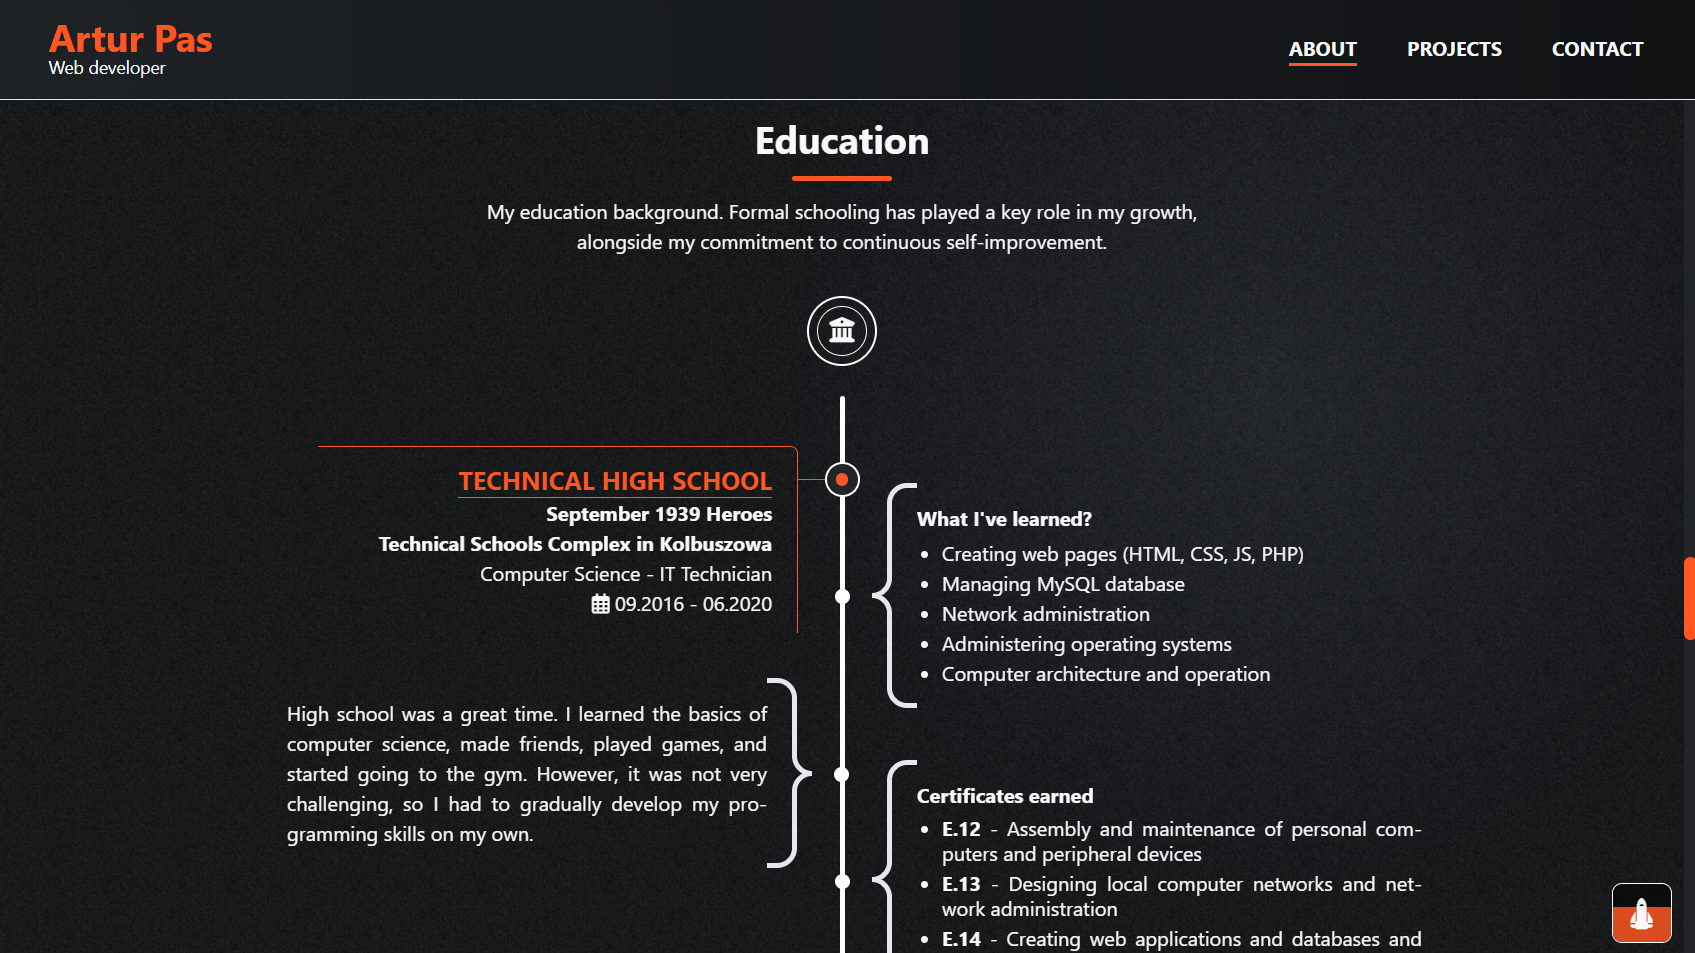 Artur Pas
Web developer
ABOUT
PROJECTS
CONTACT
Education
My education background. Formal schooling has played a key role in my growth,
alongside my commitment to continuous self-improvement.
TECHNICAL HIGH SCHOOL
September 1939 Heroes
Technical Schools Complex in Kolbuszowa
Computer Science - IT Technician
09.2016 - 06.2020
What I've learned?
Creating web pages (HTML, CSS, JS, PHP)
Managing MySQL database
Network administration
Administering operating systems
Computer architecture and operation
High school was a great time. I learned the basics of
computer science, made friends, played games, and
started going to the gym. However, it was not very
challenging, so I had to gradually develop my pro-
gramming skills on my own.
Certificates earned
E.12 - Assembly and maintenance of personal com-
puters and peripheral devices
E.13 - Designing local computer networks and net-
work administration
E.14 - Creating web applications and databases and